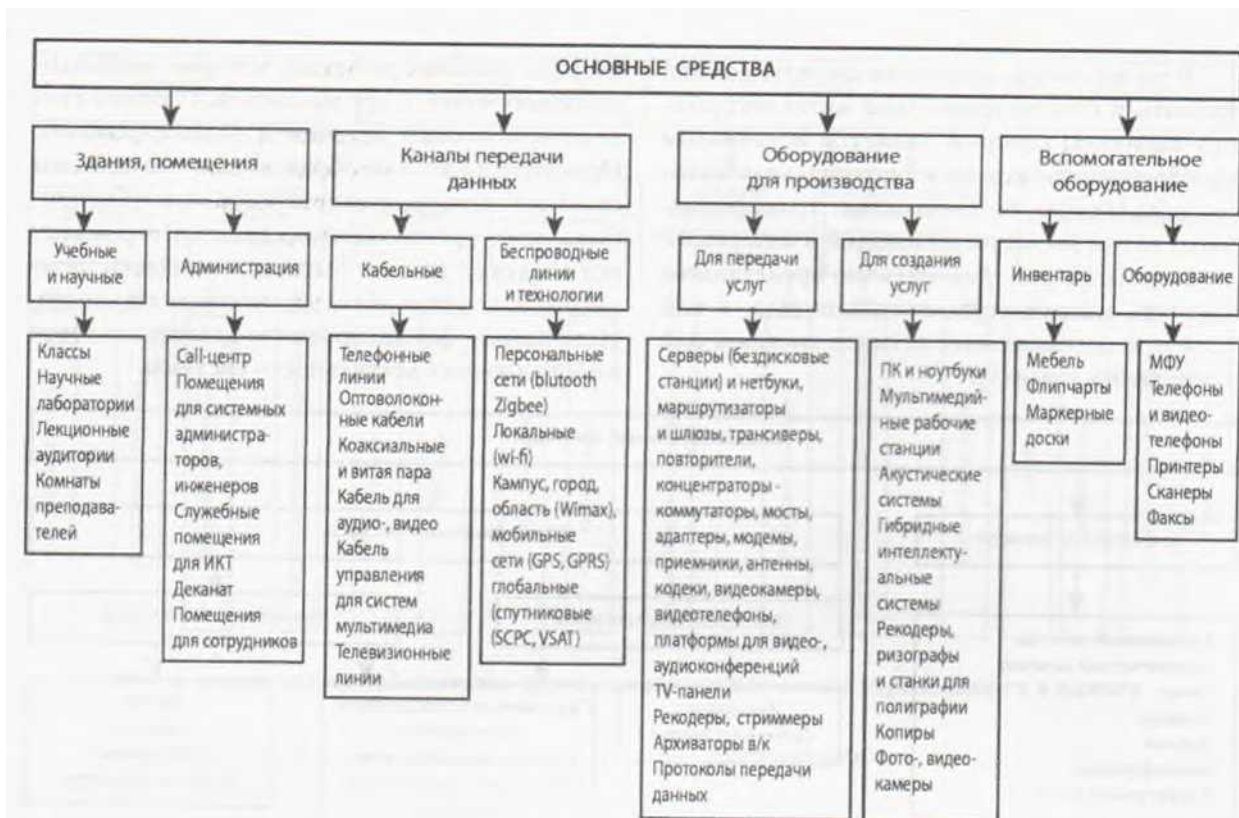 ОСНОВНЫЕ СРЕДСТВА
Здания, помещения
Каналы передачи
данных
Оборудование
для производства
Вспомогательное
оборудование
Учебные
и научные
Администрация
Кабельные
Беспроводные
линии
и технологии
Для передачи
услуг
Для создания
услуг
Инвентарь
Оборудование
Классы
Научные
лаборатории
Лекционные
аудитории
Комнаты
преподава-
телей
Call-центр
Помещения
для системных
администра-
торов,
инженеров
Служебные
помещения
для ИКТ
Деканат
Помещения
для сотрудников
Телефонные
линии
Оптоволокон-
ные кабели
Коаксиальные
и витая пара
Кабель для
аудио-, видео
Кабель
управления
для систем
мультимедиа
Телевизионные
линии
Персональные
сети (blutooth
Zigbee)
Локальные
(wi-fi)
Кампус, город,
область (Wimax),
мобильные
сети (GPS, GPRS)
глобальные
(спутниковые
(SCPC, VSAT)
Серверы (бездисковые
станции) и нетбуки,
маршрутизаторы
и шлюзы, трансиверы,
повторители,
концентраторы -
коммутаторы, мосты,
адаптеры, модемы,
приемники, антенны,
кодеки, видеокамеры,
видеотелефоны,
платформы для видео-,
аудиоконференций
TV-панели
Рекодеры, стриммеры
Архиваторы в/к
Протоколы передачи
данных
ПК и ноутбуки
Мультимедий-
ные рабочие
станции
Акустические
системы
Гибридные
интеллекту-
альные
системы
Рекодеры,
ризографы
и станки для
полиграфии
Копиры
Фото-, видео-
камеры
Мебель
Флипчарты
Маркерные
доски
МФУ
Телефоны
и видео-
телефоны
Принтеры
Сканеры
Факсы